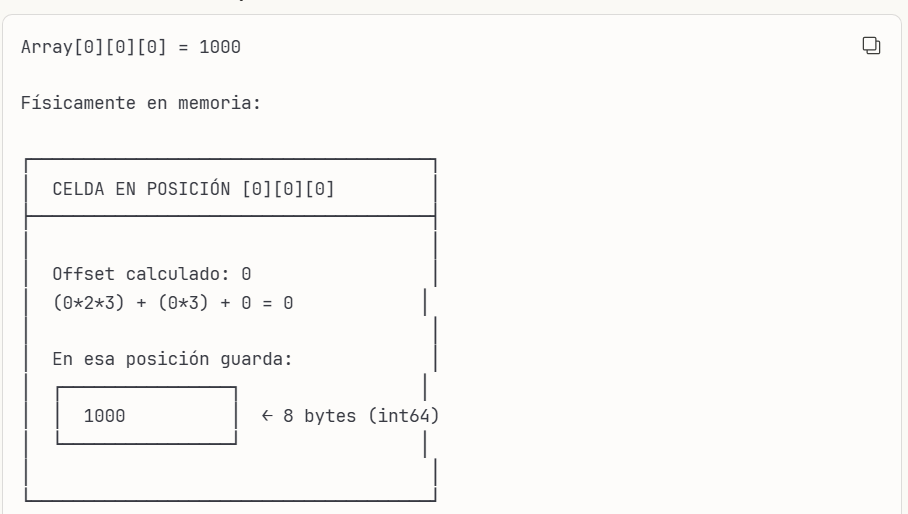 Array[0][0][0] = 1000
Físicamente en memoria:
CELDA EN POSICIÓN [0][0][0]
Offset calculado: 0
(0*2*3) + (0*3) + 0 = 0
En esa posición guarda:
1000 ← 8 bytes (int64)